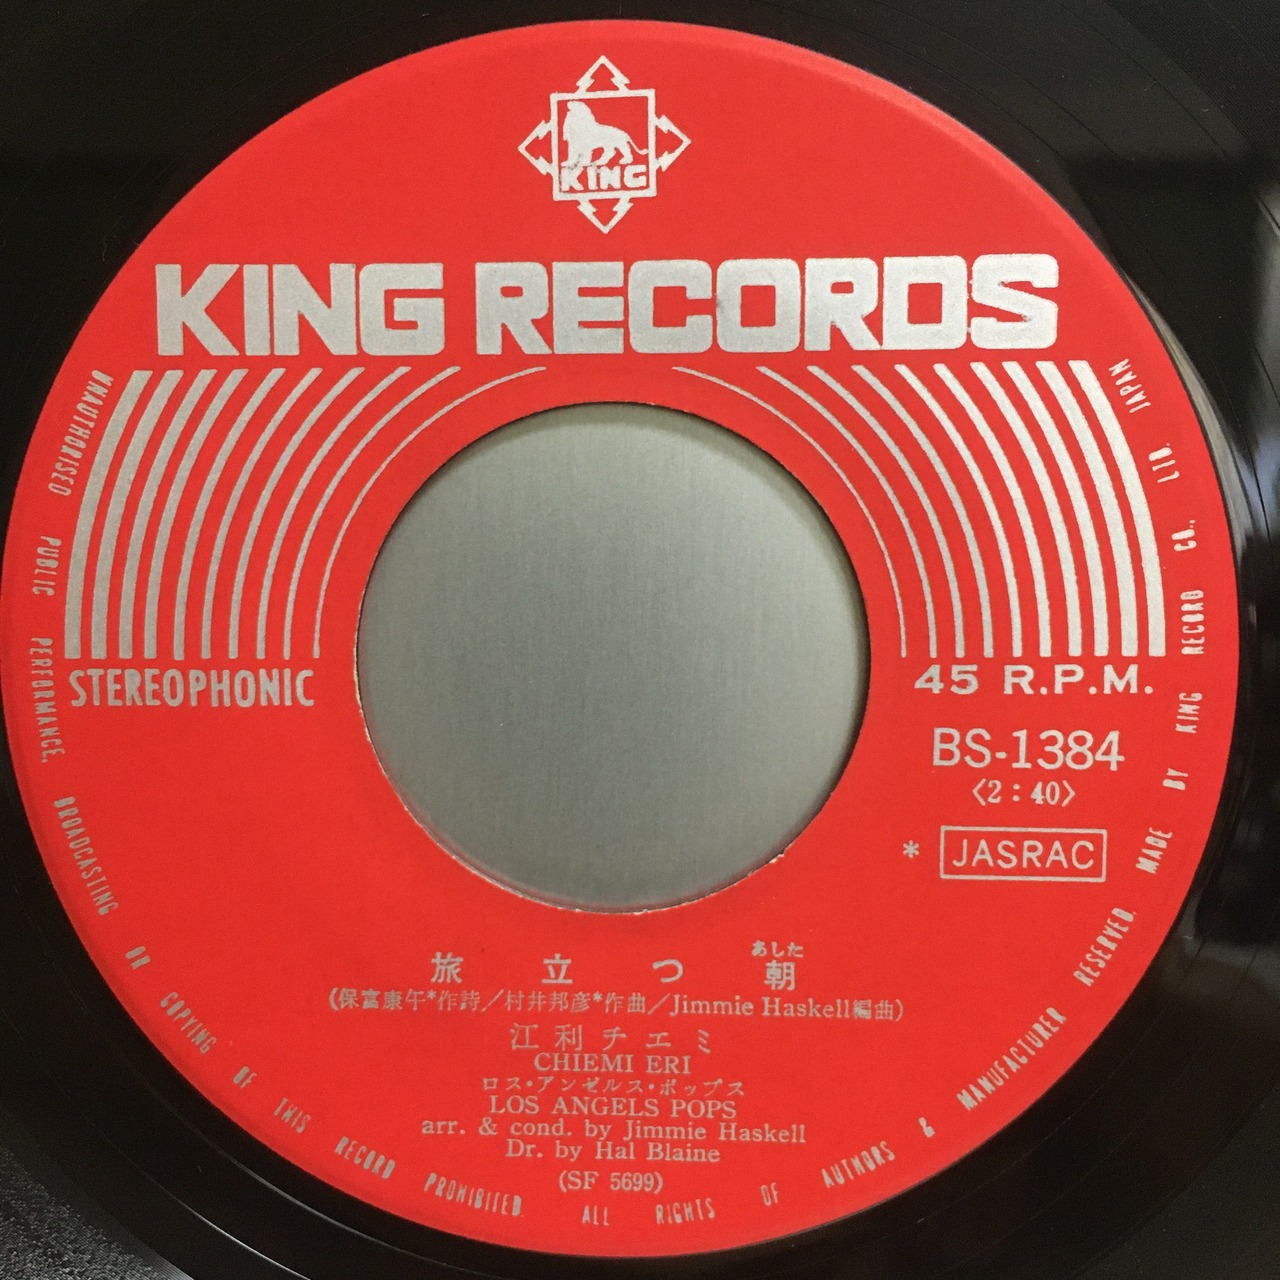 KING
KING RECORDS
STEREOPHONIC
45 R.P.M.
BS-1384
〈2：40〉
* JASRAC
あした
旅立つ朝
(保富康午*作詩／村井邦彦*作曲／Jimmie Haskell編曲)
江利チエミ
CHIEMI ERI
ロス・アンゼルス・ポップス
LOS ANGELS POPS
arr. & cond. by Jimmie Haskell
Dr. by Hal Blaine
(SF 5699)
UNAUTHORISED PUBLIC PERFORMANCE, BROADCASTING OR COPYING OF THIS RECORD PROHIBITED. ALL RIGHTS OF AUTHORS & MANUFACTURER RESERVED. MADE BY KING RECORD CO., LTD. JAPAN